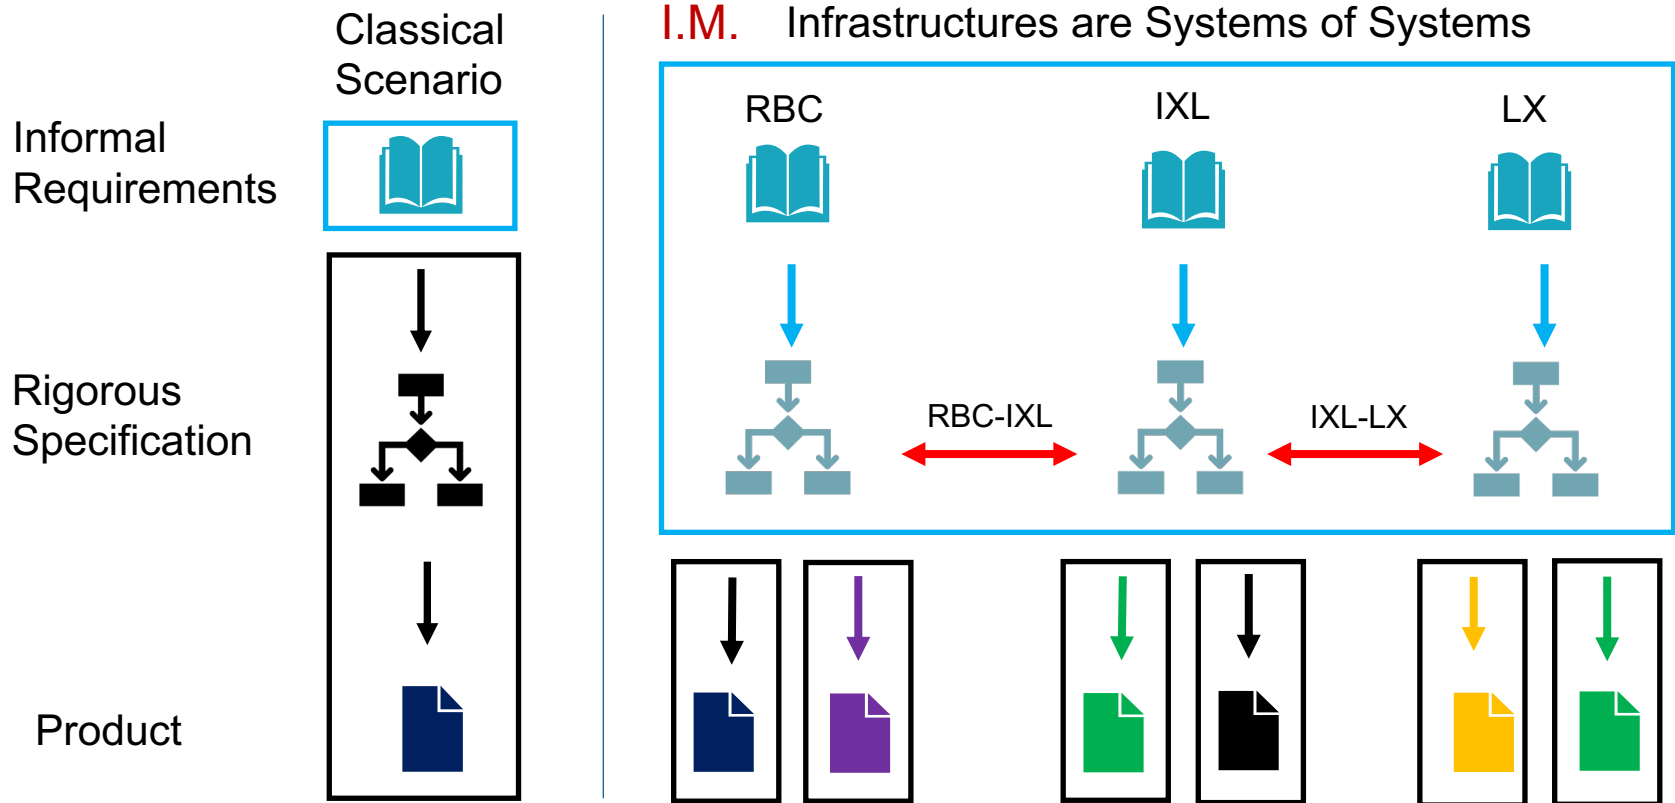 Classical
Scenario
I.M. Infrastructures are Systems of Systems
Informal
Requirements
RBC
IXL
LX
Rigorous
Specification
RBC-IXL
IXL-LX
Product